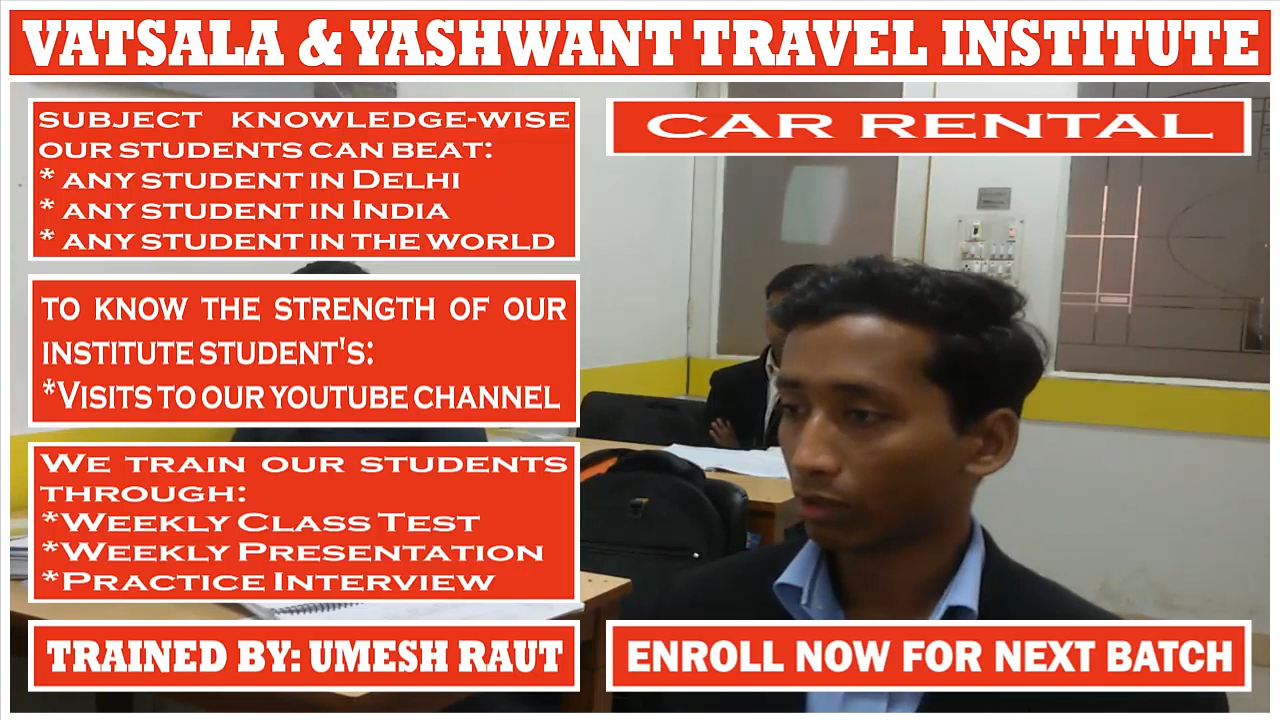 VATSALA & YASHWANT TRAVEL INSTITUTE
SUBJECT KNOWLEDGE-WISE
OUR STUDENTS CAN BEAT:
* ANY STUDENT IN DELHI
* ANY STUDENT IN INDIA
* ANY STUDENT IN THE WORLD
CAR RENTAL
TO KNOW THE STRENGTH OF OUR
INSTITUTE STUDENT'S:
*VISITS TO OUR YOUTUBE CHANNEL
WE TRAIN OUR STUDENTS
THROUGH:
*WEEKLY CLASS TEST
*WEEKLY PRESENTATION
*PRACTICE INTERVIEW
TRAINED BY: UMESH RAUT
ENROLL NOW FOR NEXT BATCH